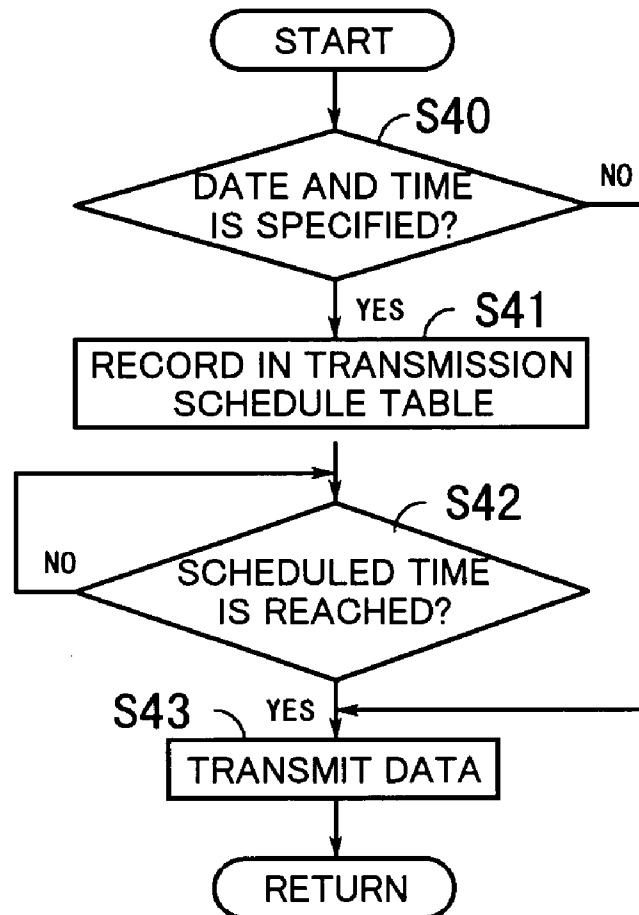 START
S40
DATE AND TIME
IS SPECIFIED?
NO
YES
S41
RECORD IN TRANSMISSION
SCHEDULE TABLE
S42
NO
SCHEDULED TIME
IS REACHED?
S43
YES
TRANSMIT DATA
RETURN